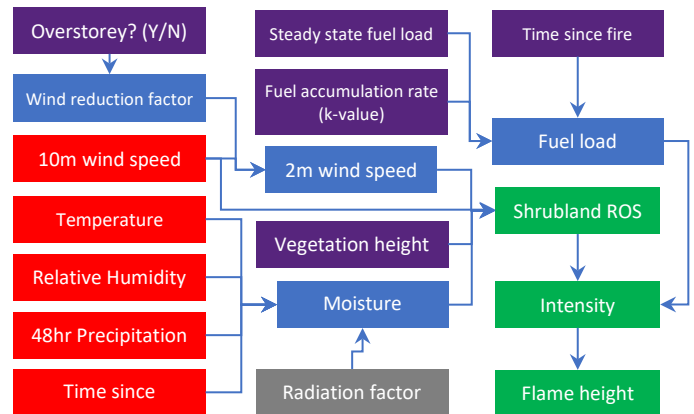 Overstorey? (Y/N)
Steady state fuel load
Time since fire
Wind reduction factor
Fuel accumulation rate
(k-value)
10m wind speed
2m wind speed
Fuel load
Temperature
Shrubland ROS
Vegetation height
Relative Humidity
Moisture
Intensity
48hr Precipitation
Time since
Radiation factor
Flame height